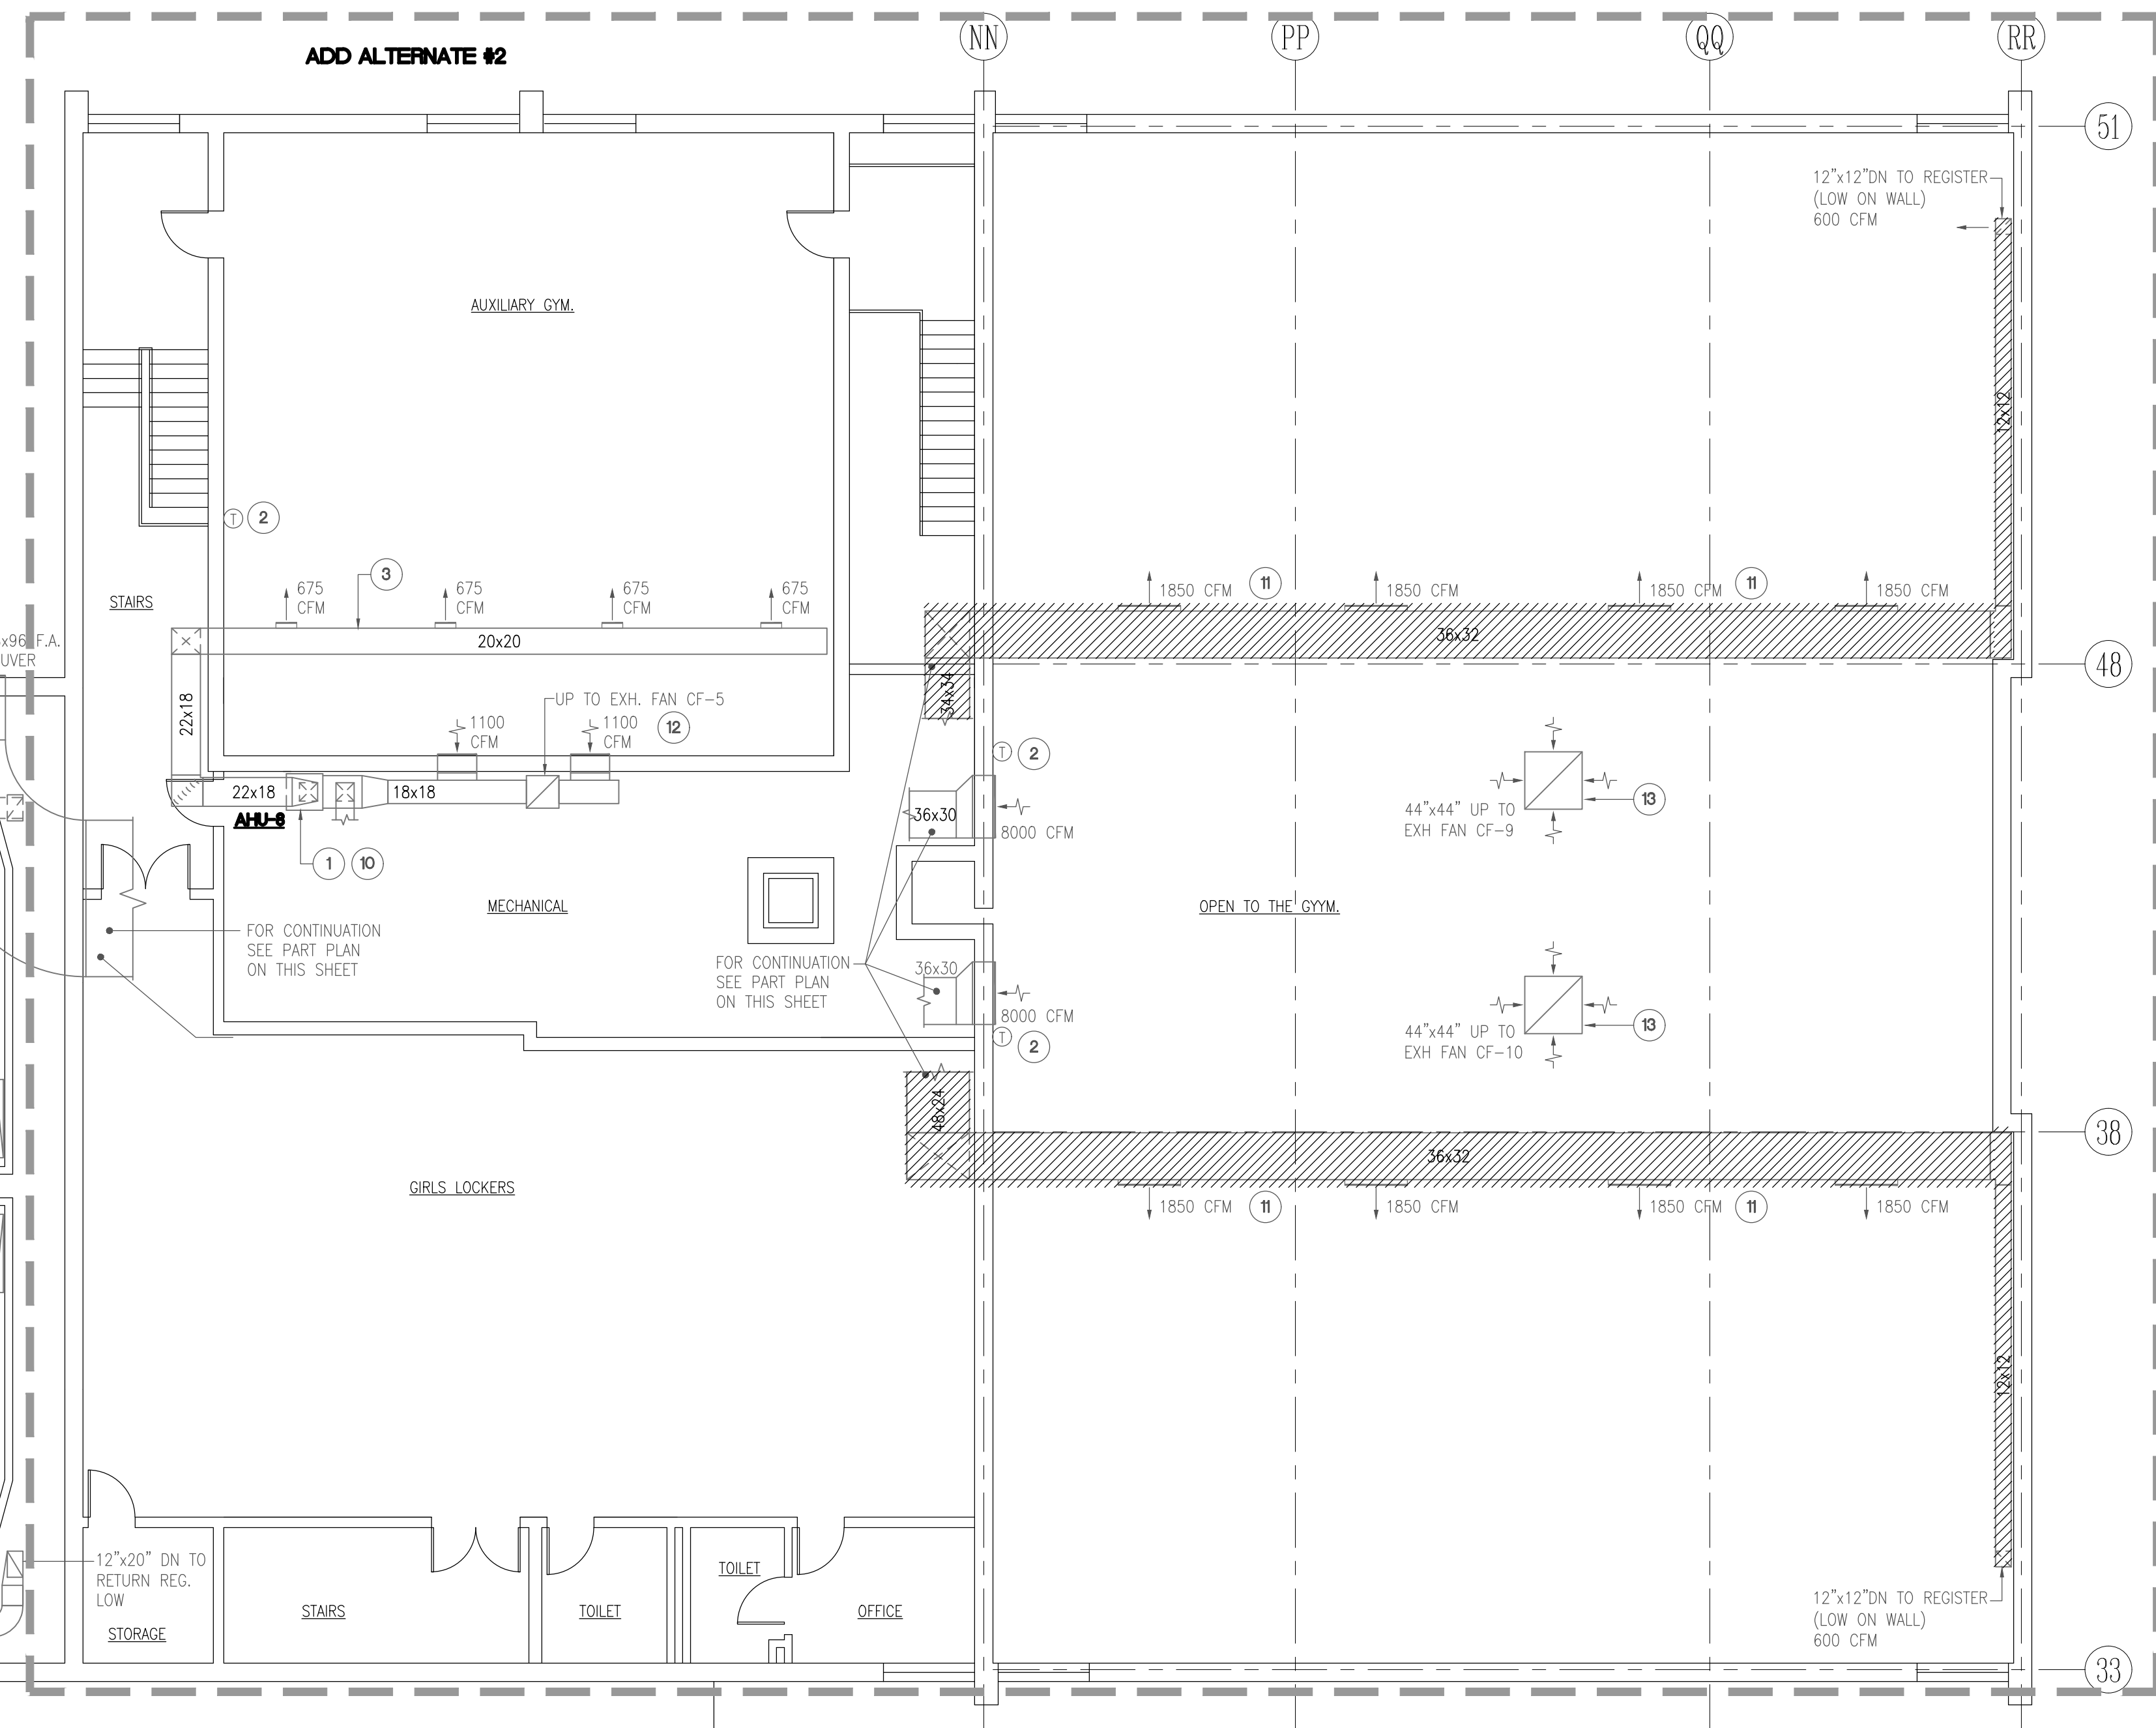 ADD ALTERNATE #2
NN
PP
QQ
RR
51
12"x12"DN TO REGISTER
(LOW ON WALL)
600 CFM
AUXILIARY GYM.
12x12
2
T
3
675
CFM
675
CFM
675
CFM
675
CFM
STAIRS
1850 CFM
11
1850 CFM
1850 CFM
11
1850 CFM
F.A.
20x20
36x32
48
22x18
34x34
UP TO EXH. FAN CF-5
1100
CFM
1100
CFM
12
T
2
22x18
18x18
AHU-8
36x30
8000 CFM
44"x44" UP TO
EXH FAN CF-9
13
1
10
MECHANICAL
OPEN TO THE GYYM.
FOR CONTINUATION
SEE PART PLAN
ON THIS SHEET
FOR CONTINUATION
SEE PART PLAN
ON THIS SHEET
36x30
8000 CFM
T
2
44"x44" UP TO
EXH FAN CF-10
13
48x24
38
36x32
GIRLS LOCKERS
1850 CFM
11
1850 CFM
1850 CFM
11
1850 CFM
12x12
12"x20" DN TO
RETURN REG.
LOW
STORAGE
STAIRS
TOILET
TOILET
OFFICE
12"x12"DN TO REGISTER
(LOW ON WALL)
600 CFM
33